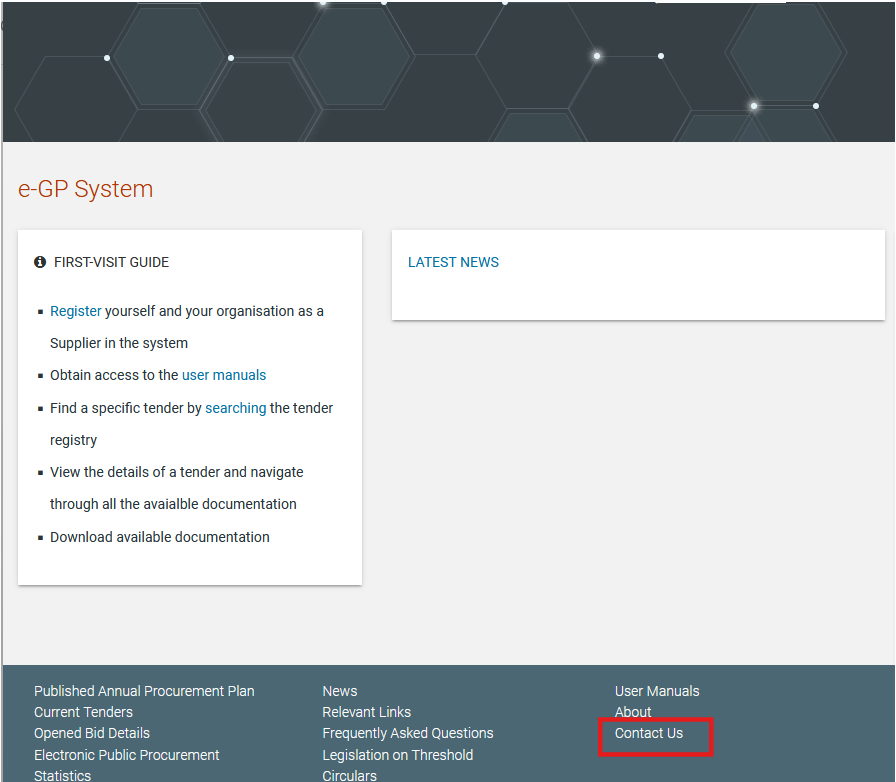 e-GP System
FIRST-VISIT GUIDE
Register yourself and your organisation as a
Supplier in the system
Obtain access to the user manuals
Find a specific tender by searching the tender
registry
View the details of a tender and navigate
through all the avaialble documentation
Download available documentation
LATEST NEWS
Published Annual Procurement Plan
Current Tenders
Opened Bid Details
Electronic Public Procurement
Statistics
News
Relevant Links
Frequently Asked Questions
Legislation on Threshold
Circulars
User Manuals
About
Contact Us